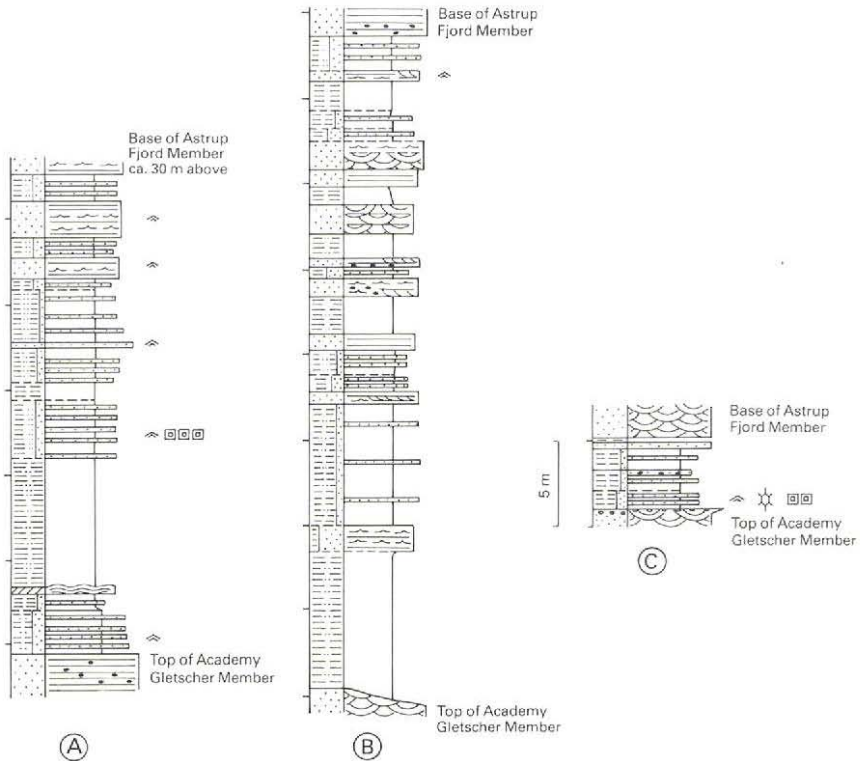 Base of Astrup
Fjord Member
ca. 30 m above
Top of Academy
Gletscher Member
A
Base of Astrup
Fjord Member
Top of Academy
Gletscher Member
B
5 m
Base of Astrup
Fjord Member
Top of Academy
Gletscher Member
C